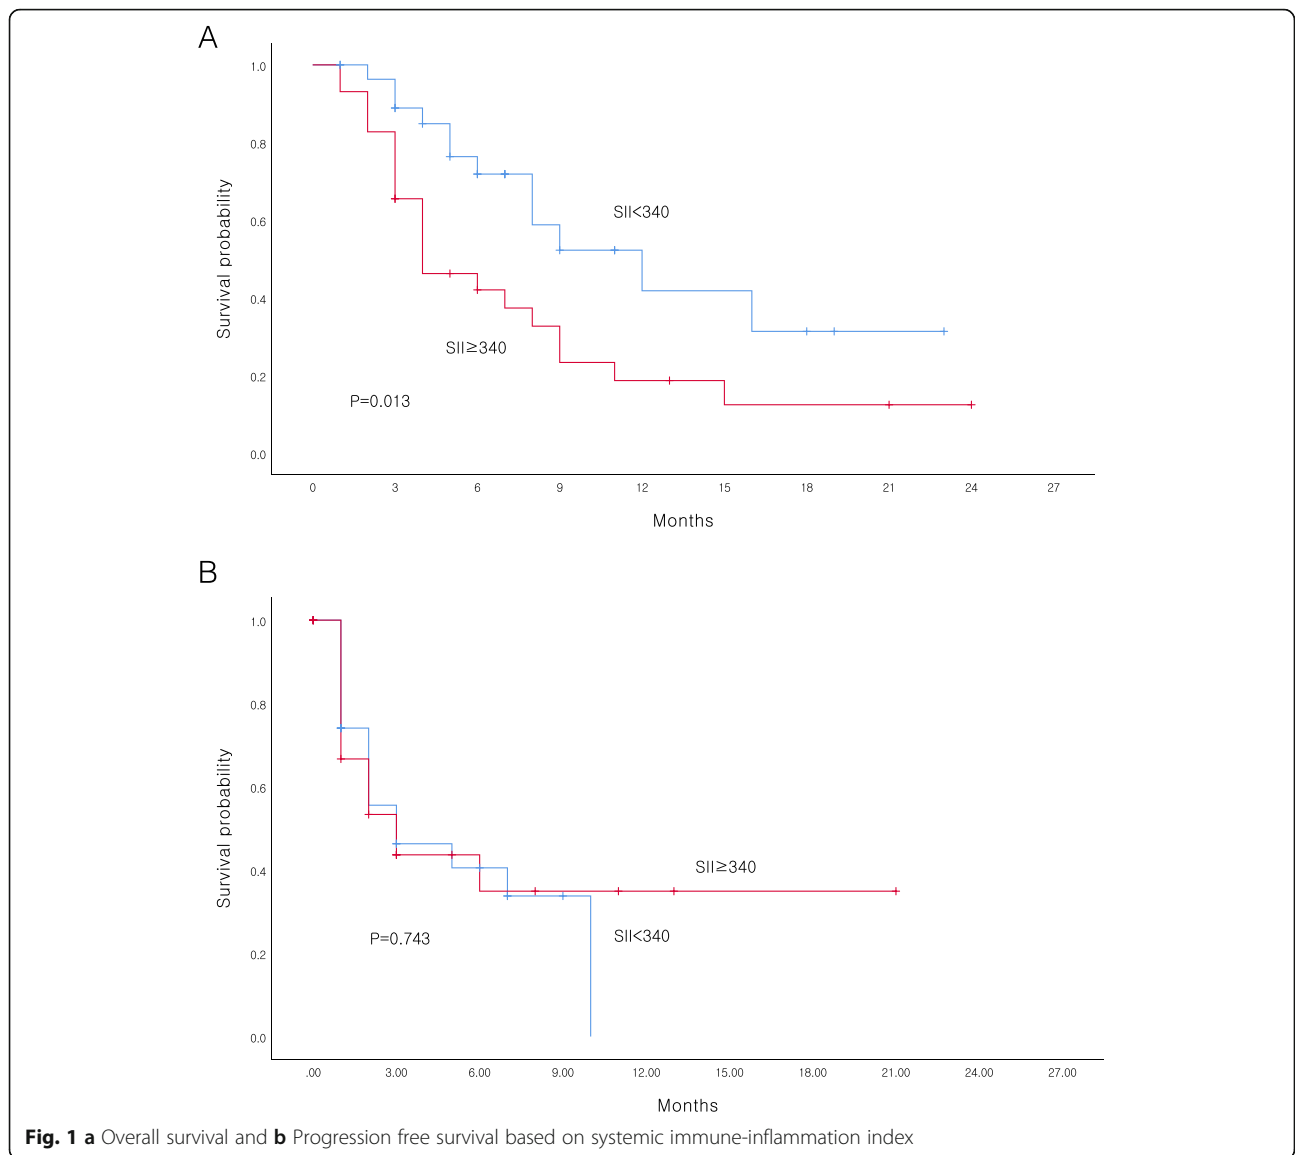 A
1.0
0.8
0.6
0.4
0.2
0.0
Survival probability
SII<340
SII≥340
P=0.013
0 3 6 9 12 15 18 21 24 27
Months
B
1.0
0.8
0.6
0.4
0.2
0.0
Survival probability
SII≥340
SII<340
P=0.743
.00 3.00 6.00 9.00 12.00 15.00 18.00 21.00 24.00 27.00
Months
Fig. 1 a Overall survival and b Progression free survival based on systemic immune-inflammation index